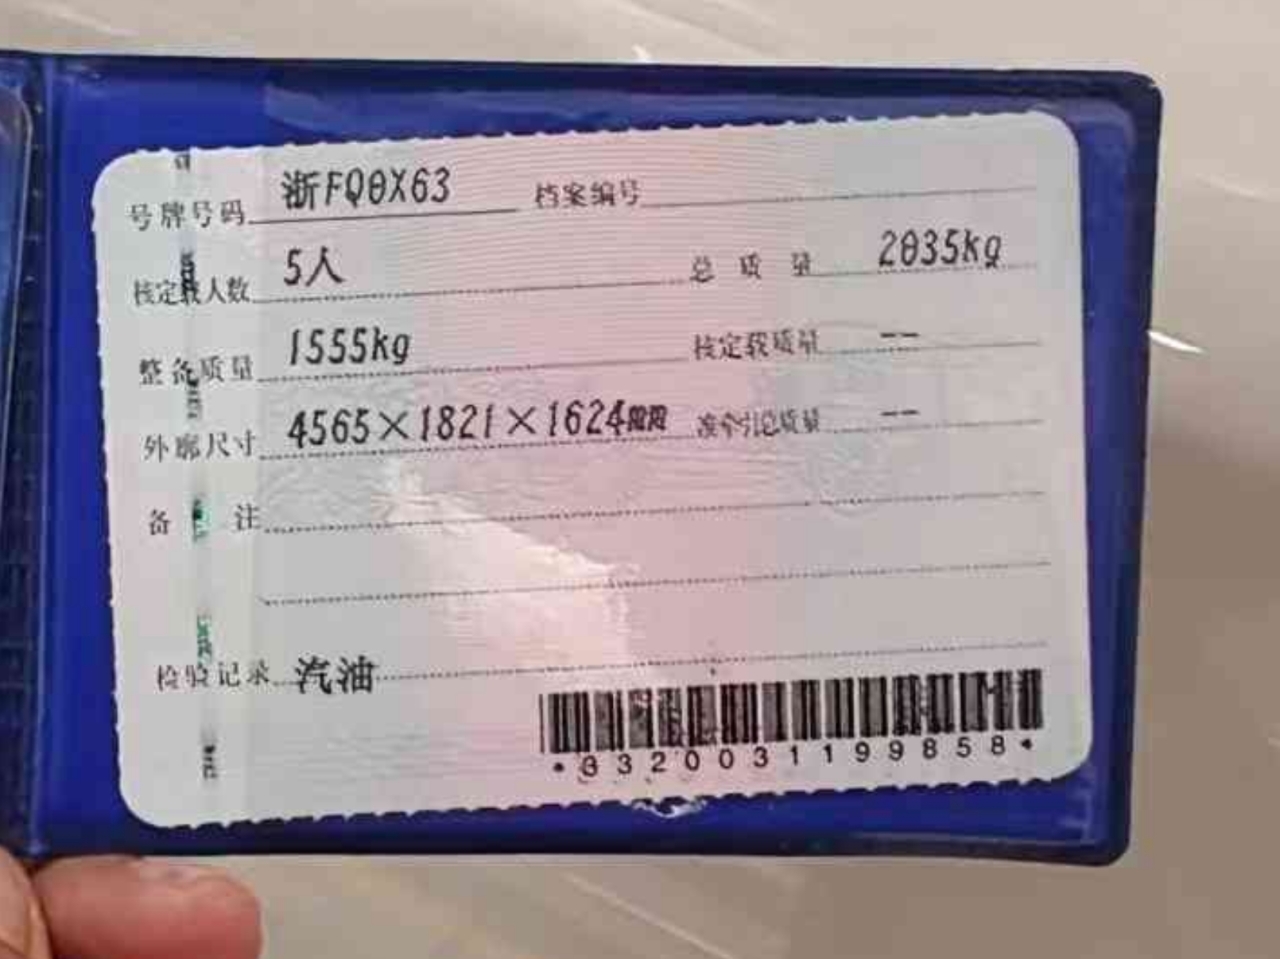 号牌号码 浙FQ0X63 档案编号
核定载人数 5人 总质量 2035kg
整备质量 1555kg 核定载质量 --
外廓尺寸 4565×1821×1624mm 准牵引总质量 --
备注
检验记录 汽油
*3320031199858*